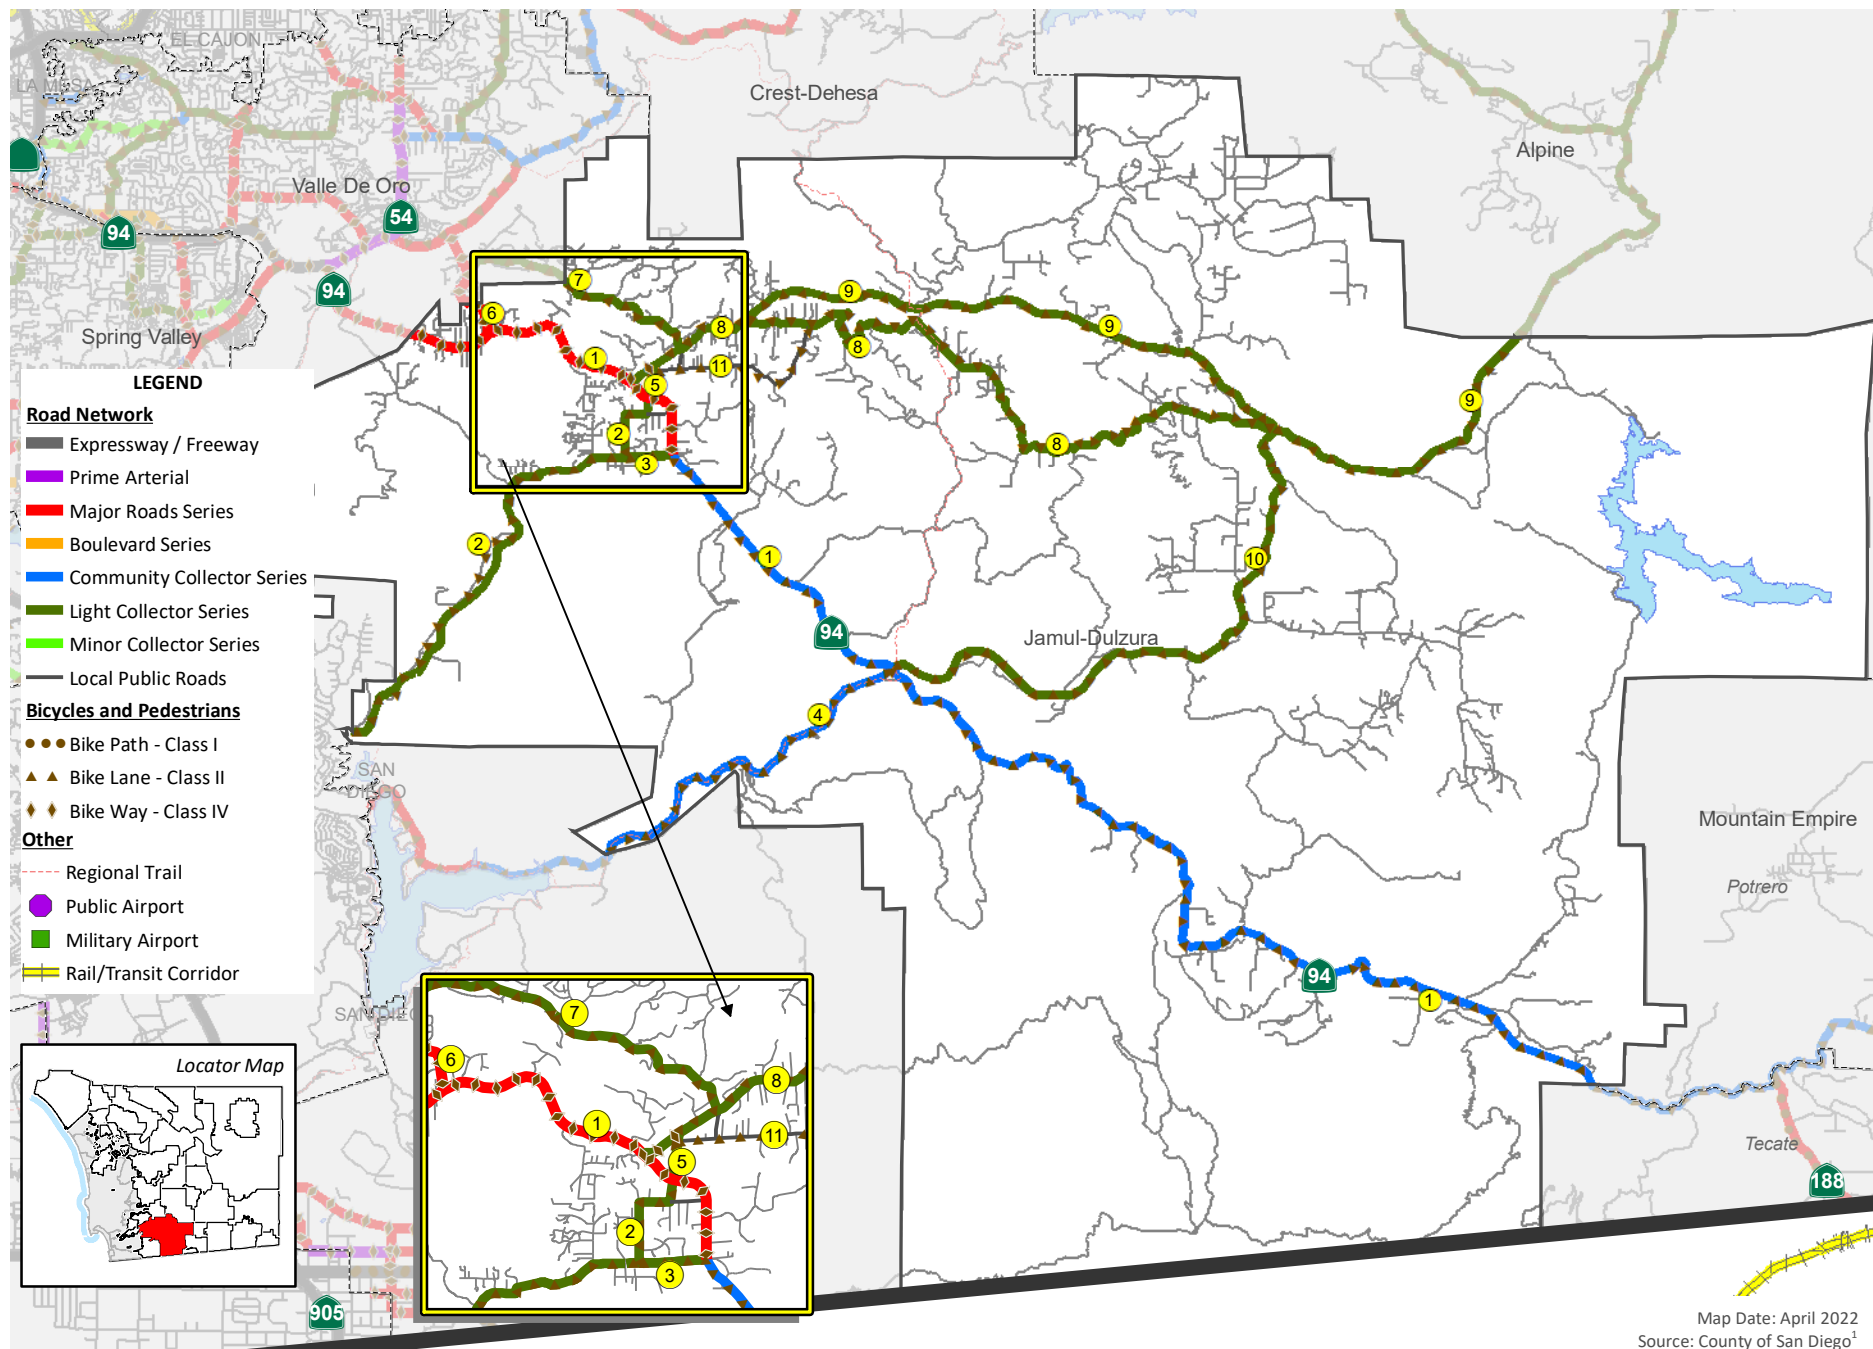 EL CAJON
LA MESA
Crest-Dehesa
Alpine
Valle De Oro
54
94
94
Spring Valley
7
6
9
8
9
8
1
11
5
9
2
8
3
2
1
10
94
Jamul-Dulzura
4
LEGEND
Road Network
Expressway / Freeway
Prime Arterial
Major Roads Series
Boulevard Series
Community Collector Series
Light Collector Series
Minor Collector Series
Local Public Roads
Bicycles and Pedestrians
Bike Path - Class I
Bike Lane - Class II
Bike Way - Class IV
Other
Regional Trail
Public Airport
Military Airport
Rail/Transit Corridor
SAN
DIEGO
SAN DIEG
Mountain Empire
Potrero
94
1
Tecate
188
Locator Map
7
6
8
1
11
5
2
3
905
Map Date: April 2022
Source: County of San Diego1